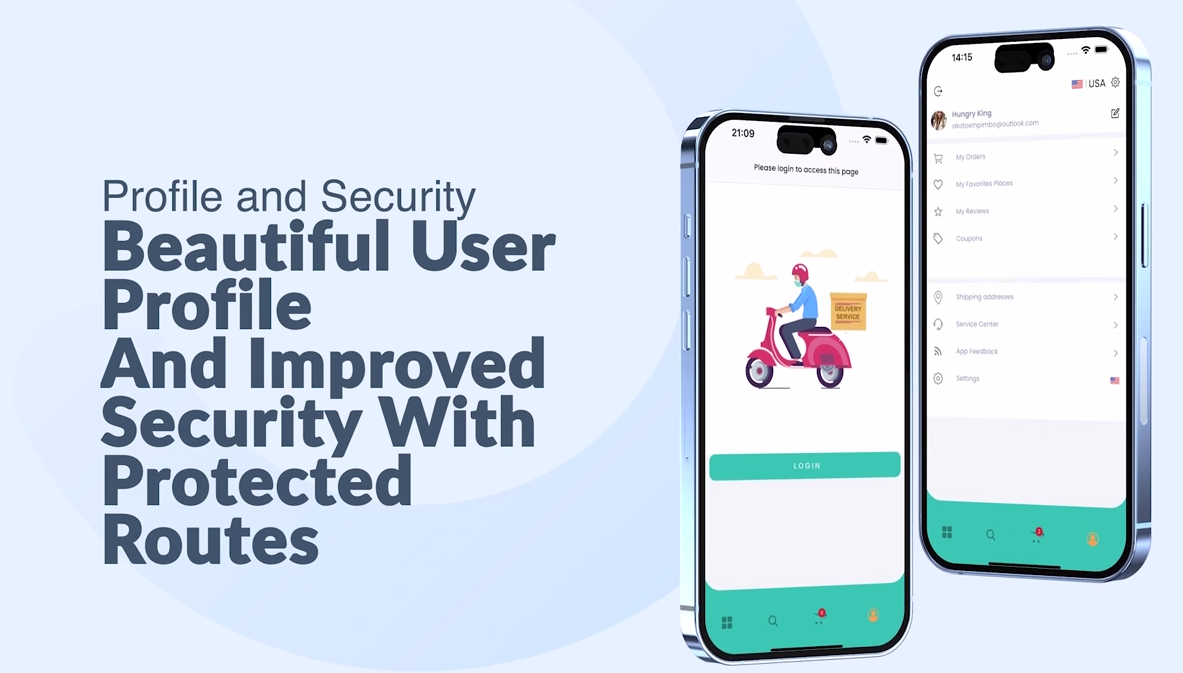 Profile and Security
Beautiful User
Profile
And Improved
Security With
Protected
Routes
21:09
Please login to access this page
DELIVERY
SERVICE
LOGIN
14:15
USA
Hungry King
okotoxmpimbo@outlook.com
My Orders
My Favorites Places
My Reviews
Coupons
Shipping addresses
Service Center
App Feedback
Settings